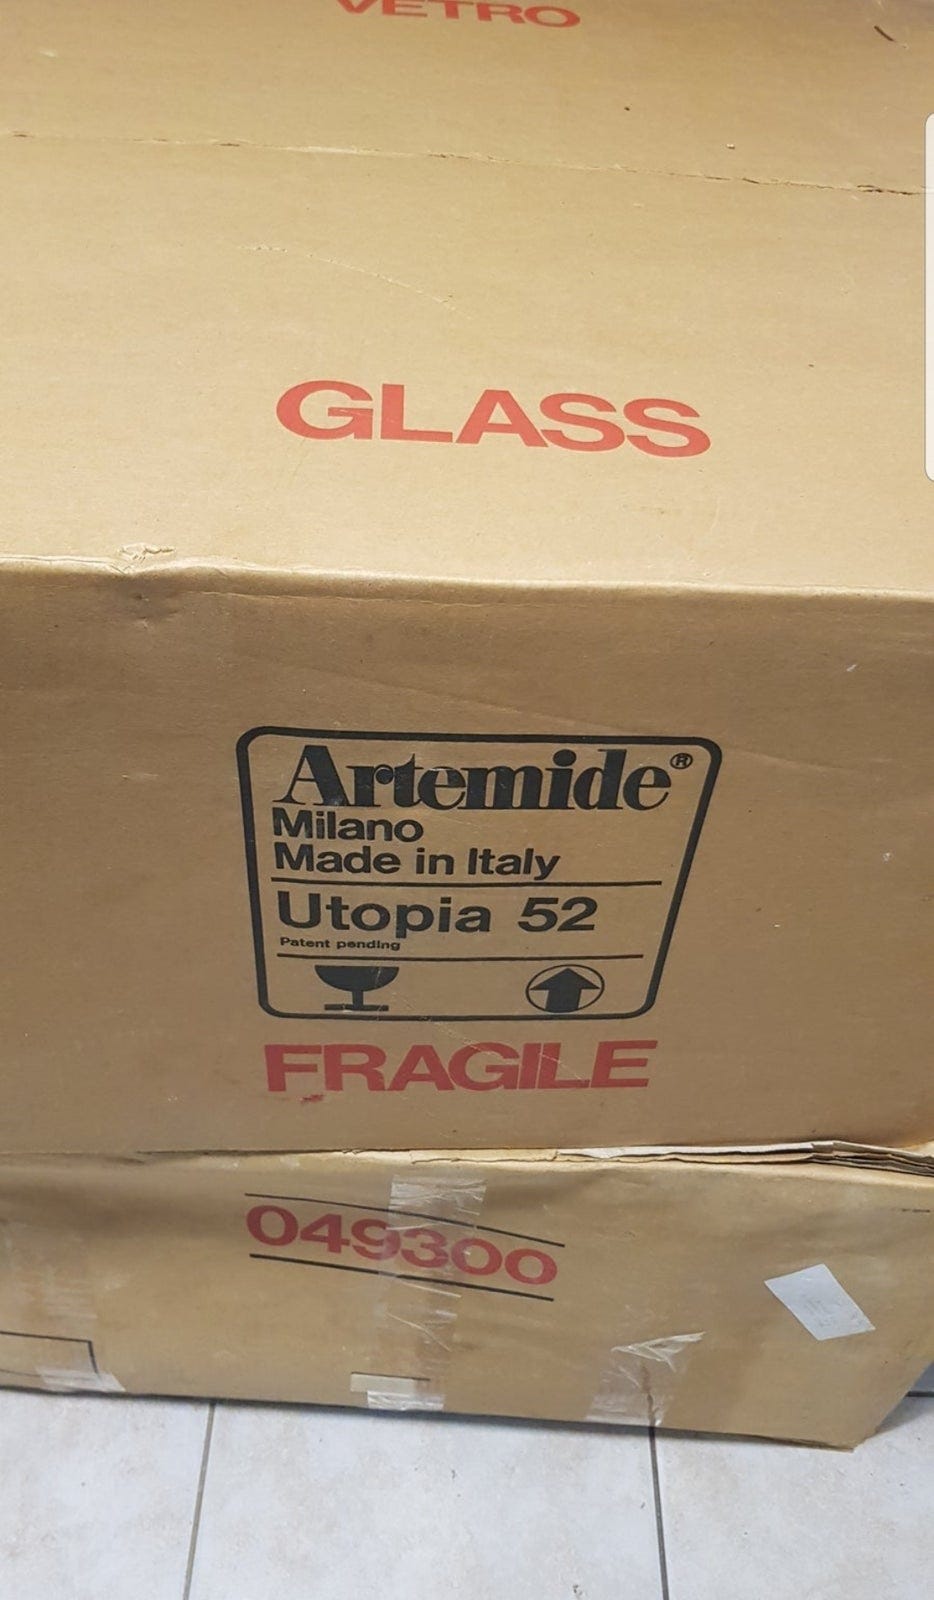 VETRO
GLASS
Artemide®
Milano
Made in Italy
Utopia 52
Patent pending
FRAGILE
049300